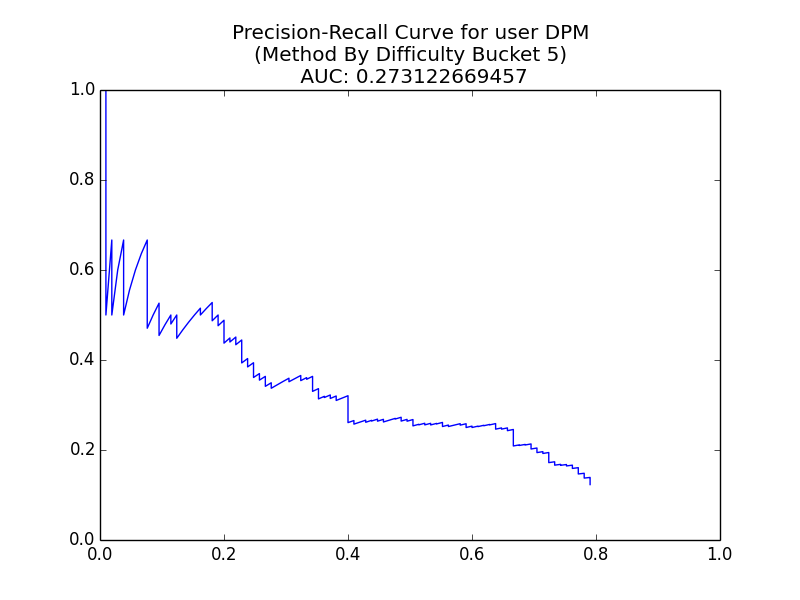 Precision-Recall Curve for user DPM
(Method By Difficulty Bucket 5)
AUC: 0.273122669457
1.0
0.8
0.6
0.4
0.2
0.0
0.0 0.2 0.4 0.6 0.8 1.0